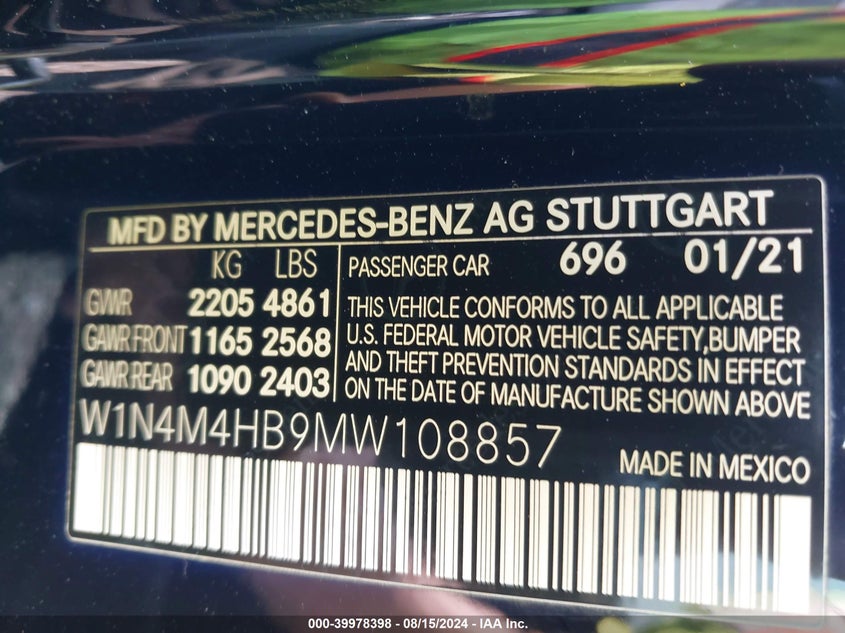 MFD BY MERCEDES-BENZ AG STUTTGART
KG LBS
GVWR 2205 4861
GAWR FRONT 1165 2568
GAWR REAR 1090 2403
PASSENGER CAR 696 01/21
THIS VEHICLE CONFORMS TO ALL APPLICABLE
U.S. FEDERAL MOTOR VEHICLE SAFETY,BUMPER
AND THEFT PREVENTION STANDARDS IN EFFECT
ON THE DATE OF MANUFACTURE SHOWN ABOVE
W1N4M4HB9MW108857
MADE IN MEXICO
000-39978398 - 08/15/2024 - IAA Inc.